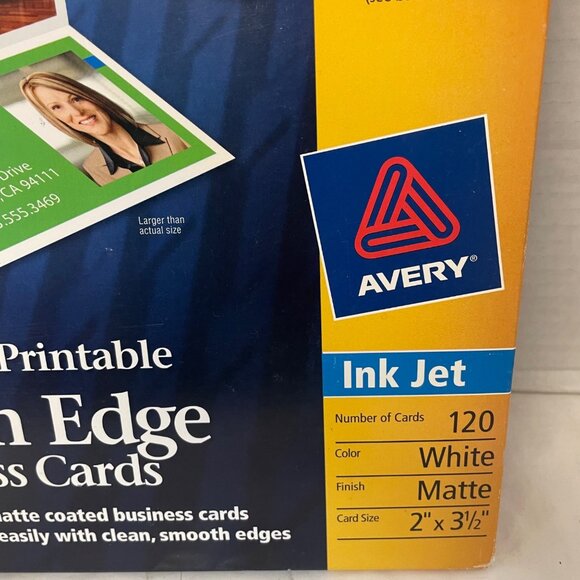 Drive
CA 94111
.555.3469
Larger than
actual size
AVERY®
Printable
Edge
ss Cards
matte coated business cards
easily with clean, smooth edges
Ink Jet
Number of Cards 120
Color White
Finish Matte
Card Size 2" x 3½"